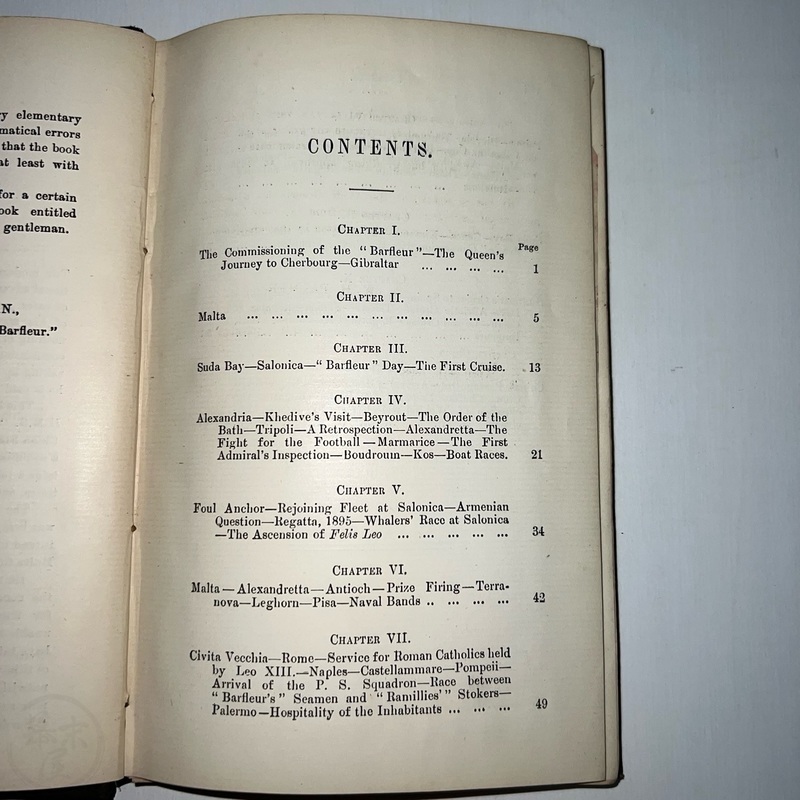 y elementary
matical errors
that the book
at least with
for a certain
ook entitled
gentleman.
N.,
Barfleur."
CONTENTS.
CHAPTER I.
Page
The Commissioning of the "Barfleur"—The Queen's
Journey to Cherbourg—Gibraltar ... ... ... ... 1
CHAPTER II.
Malta ... ... ... ... ... ... ... ... ... ... ... 5
CHAPTER III.
Suda Bay—Salonica—"Barfleur" Day—The First Cruise. 13
CHAPTER IV.
Alexandria—Khedive's Visit—Beyrout—The Order of the
Bath—Tripoli—A Retrospection—Alexandretta—The
Fight for the Football—Marmarice—The First
Admiral's Inspection—Boudroum—Kos—Boat Races. 21
CHAPTER V.
Foul Anchor—Rejoining Fleet at Salonica—Armenian
Question—Regatta, 1895—Whalers' Race at Salonica
—The Ascension of Felis Leo ... ... ... ... ... 34
CHAPTER VI.
Malta—Alexandretta—Antioch—Prize Firing—Terra-
nova—Leghorn—Pisa—Naval Bands .. ... ... ... 42
CHAPTER VII.
Civita Vecchia—Rome—Service for Roman Catholics held
by Leo XIII.—Naples—Castellammare—Pompeii—
Arrival of the P. S. Squadron—Race between
"Barfleur's" Seamen and "Ramillies'" Stokers—
Palermo—Hospitality of the Inhabitants ... ... ... 49